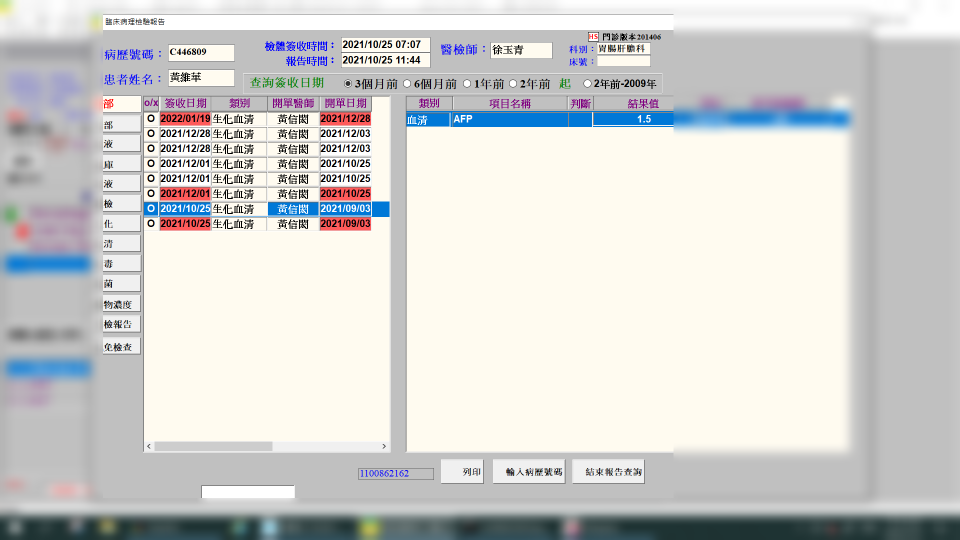 臨床病理檢驗報告
HS 門診版本201406
病歷號碼： C446809
檢體簽收時間： 2021/10/25 07:07
報告時間： 2021/10/25 11:44
醫檢師： 徐玉青
科別： 胃腸肝膽科
床號：
患者姓名： 黃維華
查詢簽收日期 3個月前 6個月前 1年前 2年前 起 2年前-2009年
部 o/x 簽收日期 類別 開單醫師 開單日期
O 2022/01/19 生化血清 黃信閎 2021/12/28
部
O 2021/12/28 生化血清 黃信閎 2021/12/03
液
O 2021/12/28 生化血清 黃信閎 2021/12/03
庫
O 2021/12/01 生化血清 黃信閎 2021/10/25
液
O 2021/12/01 生化血清 黃信閎 2021/10/25
O 2021/12/01 生化血清 黃信閎 2021/10/25
檢
O 2021/10/25 生化血清 黃信閎 2021/09/03
化
O 2021/10/25 生化血清 黃信閎 2021/09/03
清
毒
菌
物濃度
檢報告
免檢查
類別 項目名稱 判斷 結果值
血清 AFP 1.5
1100862162 列印 輸入病歷號碼 結束報告查詢